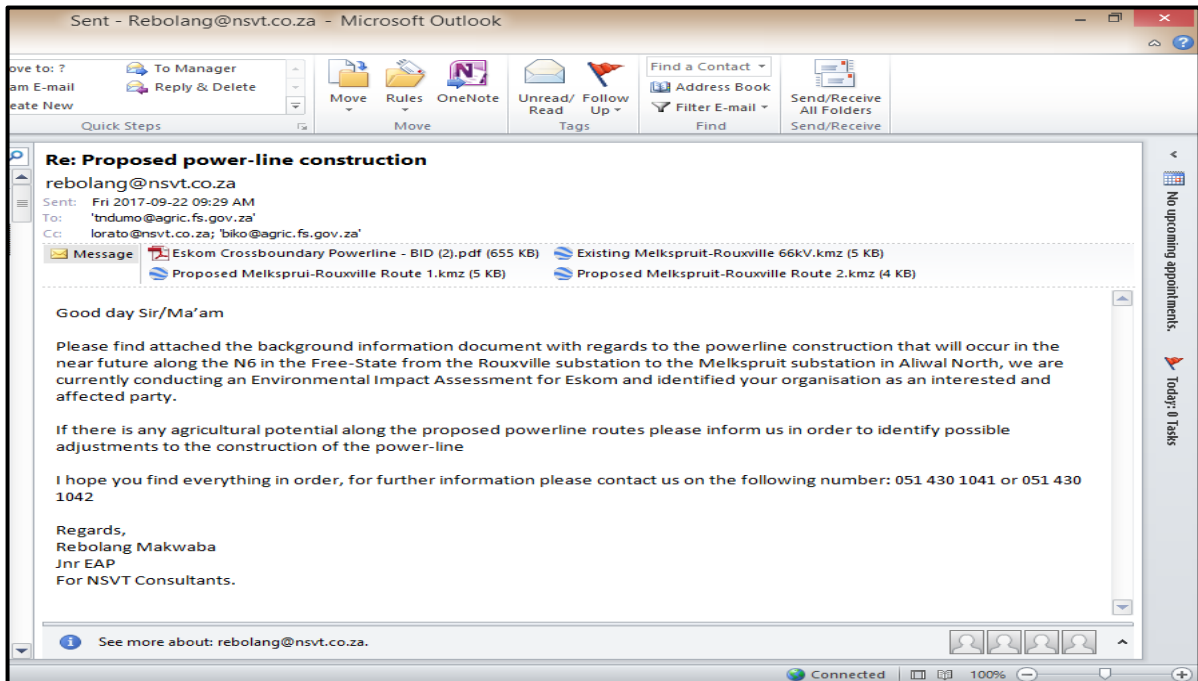 Sent - Rebolang@nsvt.co.za - Microsoft Outlook
ove to: ?
To Manager
am E-mail
Reply & Delete
eate New
Quick Steps
Move
Rules
OneNote
Move
Unread/ Read
Follow Up
Tags
Find a Contact
Address Book
Filter E-mail
Find
Send/Receive All Folders
Send/Receive
Re: Proposed power-line construction
rebolang@nsvt.co.za
Sent: Fri 2017-09-22 09:29 AM
To: 'tndumo@agric.fs.gov.za'
Cc: lorato@nsvt.co.za; 'biko@agric.fs.gov.za'
Message Eskom Crossboundary Powerline - BID (2).pdf (655 KB) Existing Melkspruit-Rouxville 66kV.kmz (5 KB)
Proposed Melksprui-Rouxville Route 1.kmz (5 KB) Proposed Melkspruit-Rouxville Route 2.kmz (4 KB)
Good day Sir/Ma'am
Please find attached the background information document with regards to the powerline construction that will occur in the
near future along the N6 in the Free-State from the Rouxville substation to the Melkspruit substation in Aliwal North, we are
currently conducting an Environmental Impact Assessment for Eskom and identified your organisation as an interested and
affected party.
If there is any agricultural potential along the proposed powerline routes please inform us in order to identify possible
adjustments to the construction of the power-line
I hope you find everything in order, for further information please contact us on the following number: 051 430 1041 or 051 430
1042
Regards,
Rebolang Makwaba
Jnr EAP
For NSVT Consultants.
See more about: rebolang@nsvt.co.za.
No upcoming appointments.
Today: 0 Tasks
Connected
100%